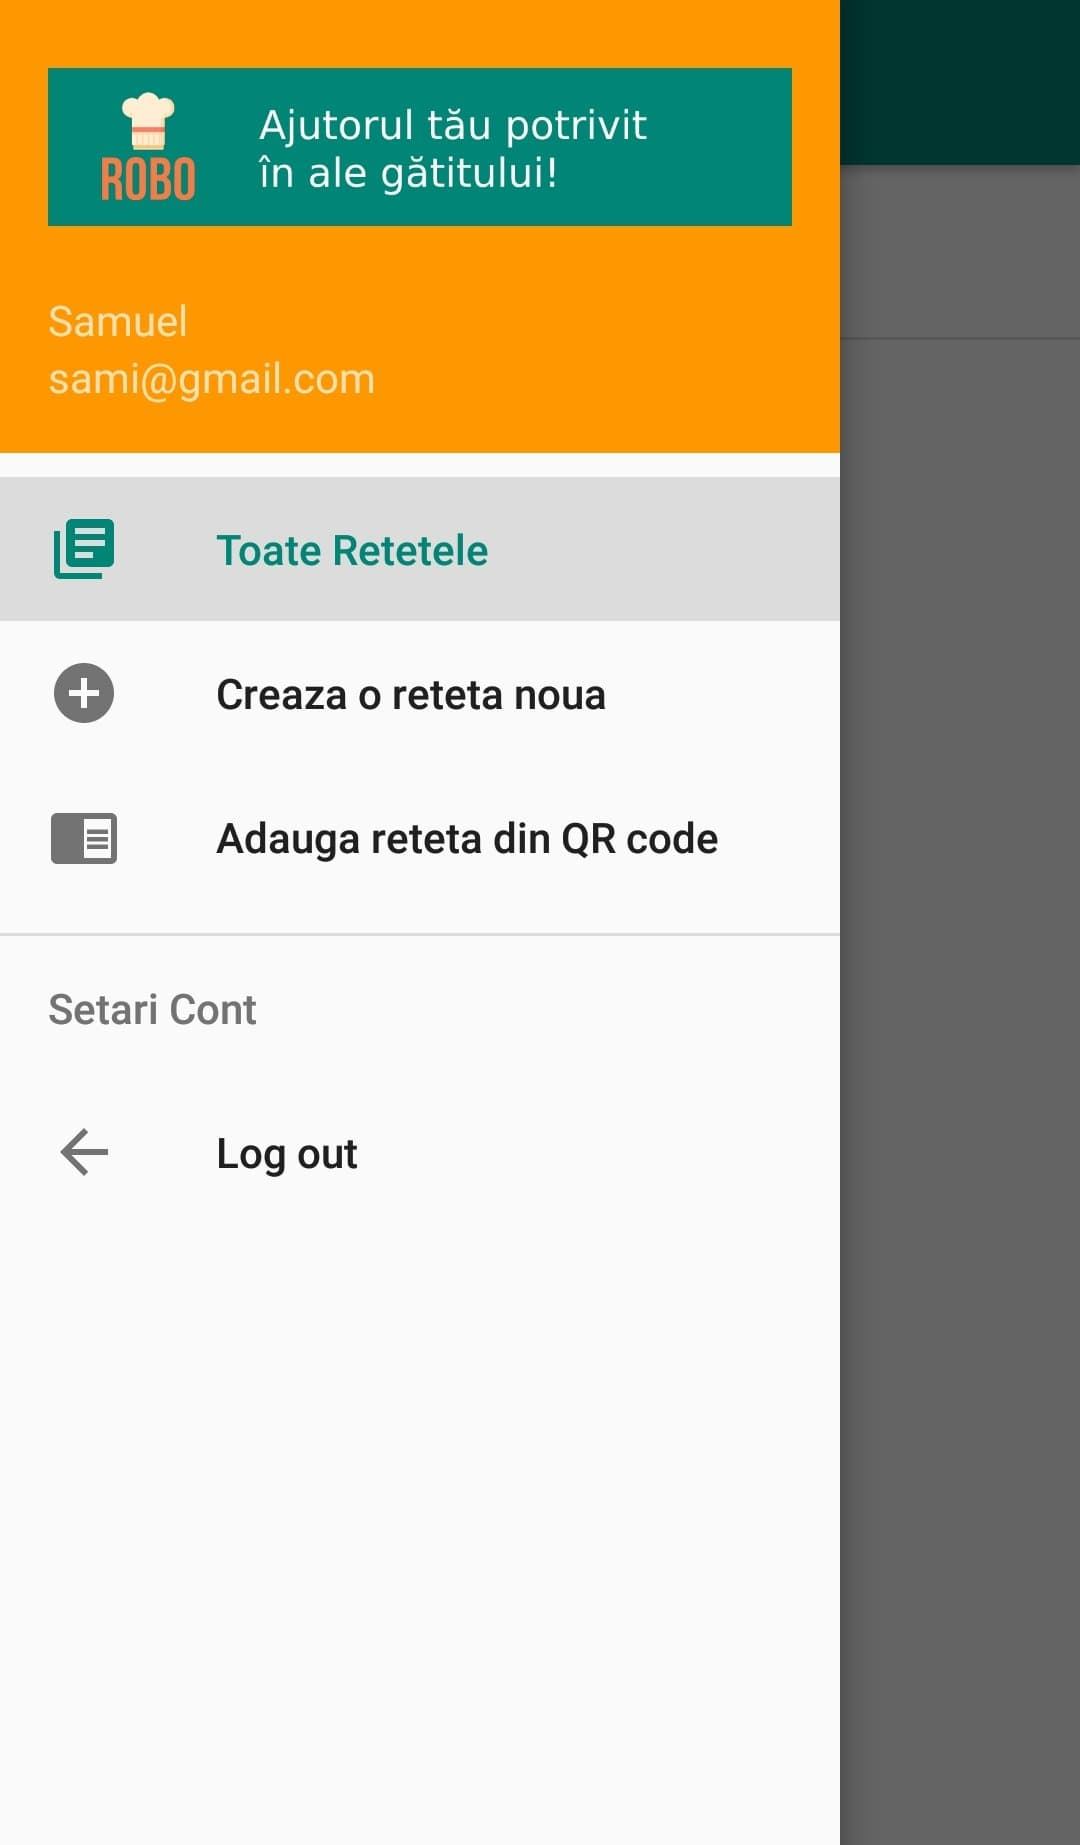 ROBO
Ajutorul tău potrivit
în ale gătitului!
Samuel
sami@gmail.com
Toate Retetele
Creaza o reteta noua
Adauga reteta din QR code
Setari Cont
Log out